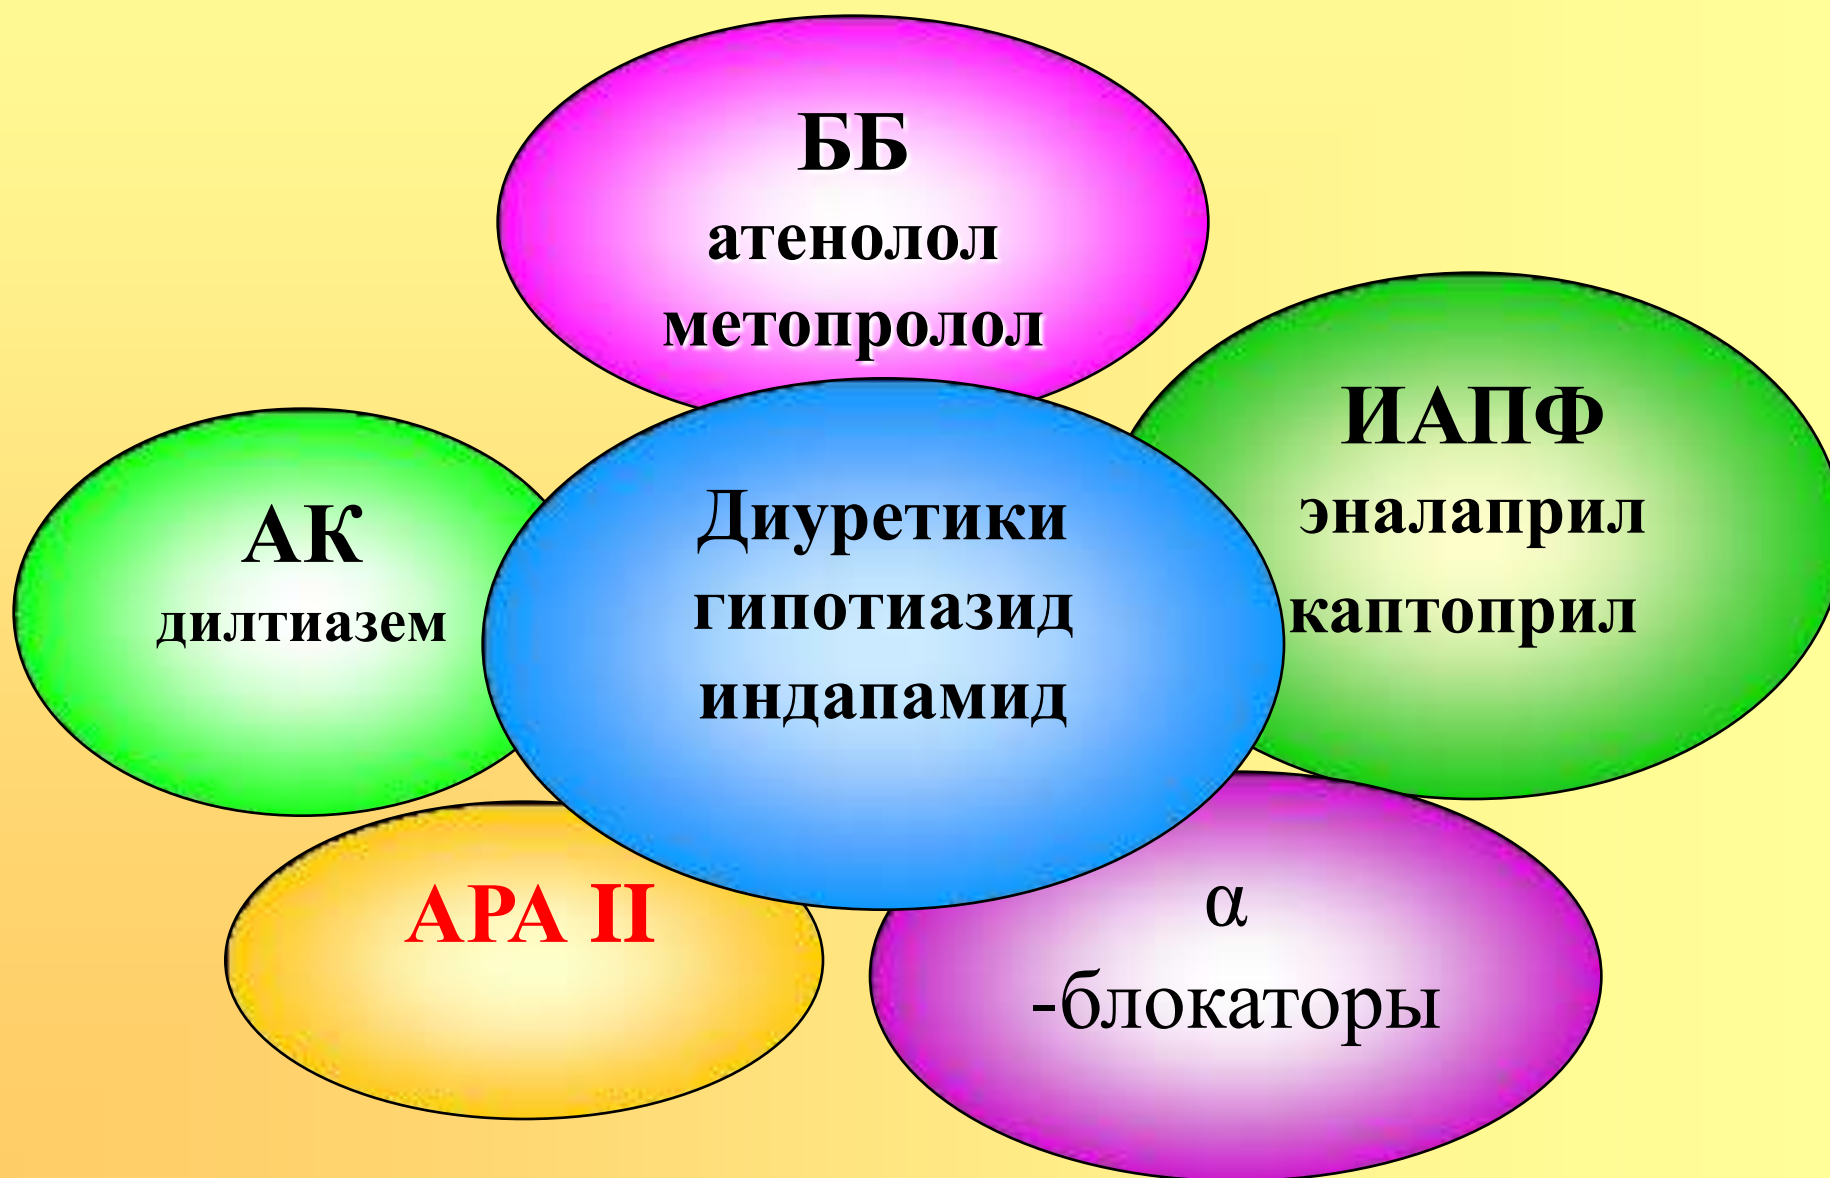 ББ
атенолол
метопролол
ИАПФ
эналаприл
каптоприл
АК
дилтиазем
Диуретики
гипотиазид
индапамид
АРА II
α
-блокаторы